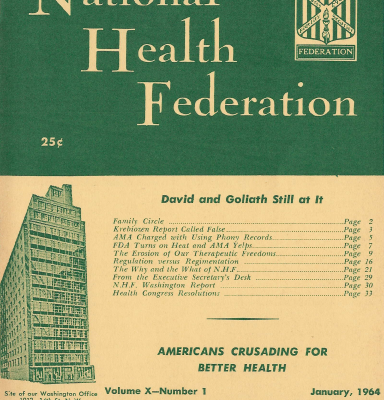 National
Health
Federation
FEDERATION
25¢
David and Goliath Still at It
Family Circle Page 2
Krebiozen Report Called False Page 3
AMA Charged with Using Phony Records Page 5
FDA Turns on Heat and AMA Yelps Page 7
The Erosion of Our Therapeutic Freedoms Page 9
Regulation versus Regimentation Page 16
The Why and the What of N.H.F. Page 21
From the Executive Secretary's Desk Page 29
N.H.F. Washington Report Page 30
Health Congress Resolutions Page 33
AMERICANS CRUSADING FOR
BETTER HEALTH
Site of our Washington Office
Volume X—Number 1 January, 1964